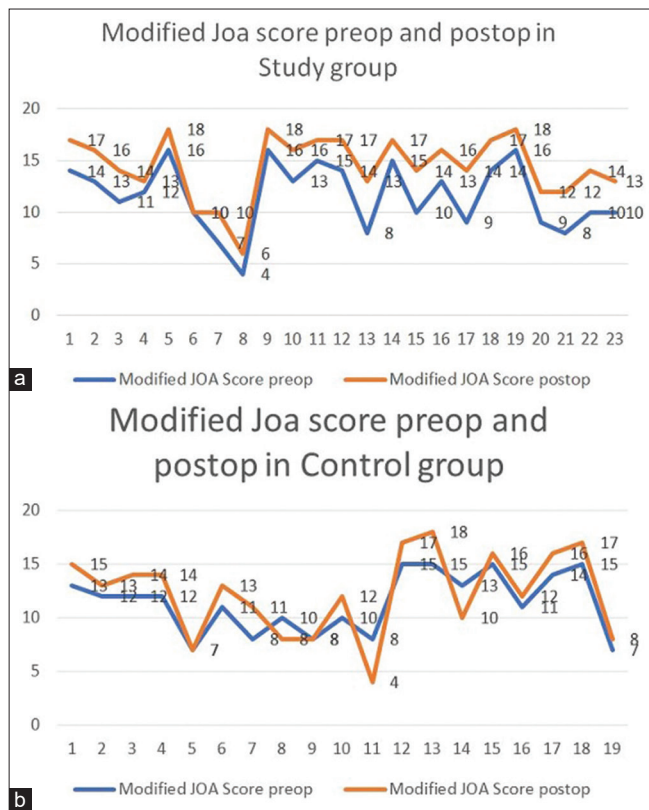 Modified Joa score preop and postop in
Study group
20
15
10
5
0
17 16 14 13 18 10 10 6 18 16 17 17 13 17 14 16 14 17 18 12 12 14 13
14 13 11 12 16 10 7 4 16 13 15 14 8 15 10 13 9 14 16 9 8 10 10
1 2 3 4 5 6 7 8 9 10 11 12 13 14 15 16 17 18 19 20 21 22 23
Modified JOA Score preop Modified JOA Score postop
a
Modified Joa score preop and
postop in Control group
20
15
10
5
0
15 13 14 14 7 13 11 8 8 12 4 17 18 10 16 12 16 17 8
13 12 12 12 7 11 8 10 8 10 8 15 15 13 15 11 14 15 7
1 2 3 4 5 6 7 8 9 10 11 12 13 14 15 16 17 18 19
Modified JOA Score preop Modified JOA Score postop
b